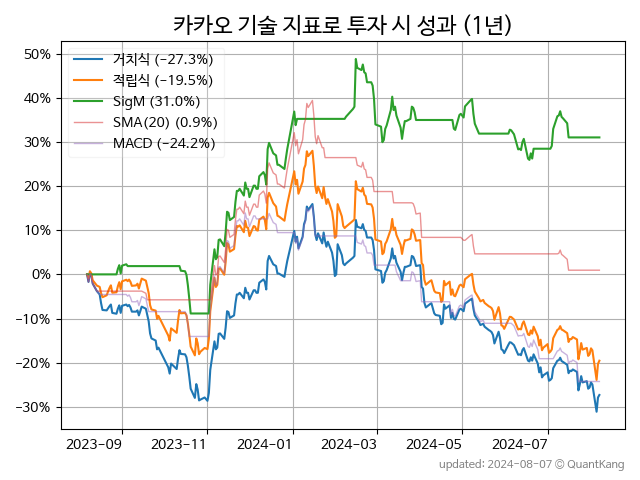 카카오 기술 지표로 투자 시 성과 (1년)
50%
40%
30%
20%
10%
0%
−10%
−20%
−30%
거치식 (−27.3%)
적립식 (−19.5%)
SigM (31.0%)
SMA(20) (0.9%)
MACD (−24.2%)
2023-09
2023-11
2024-01
2024-03
2024-05
2024-07
updated: 2024-08-07 © QuantKang